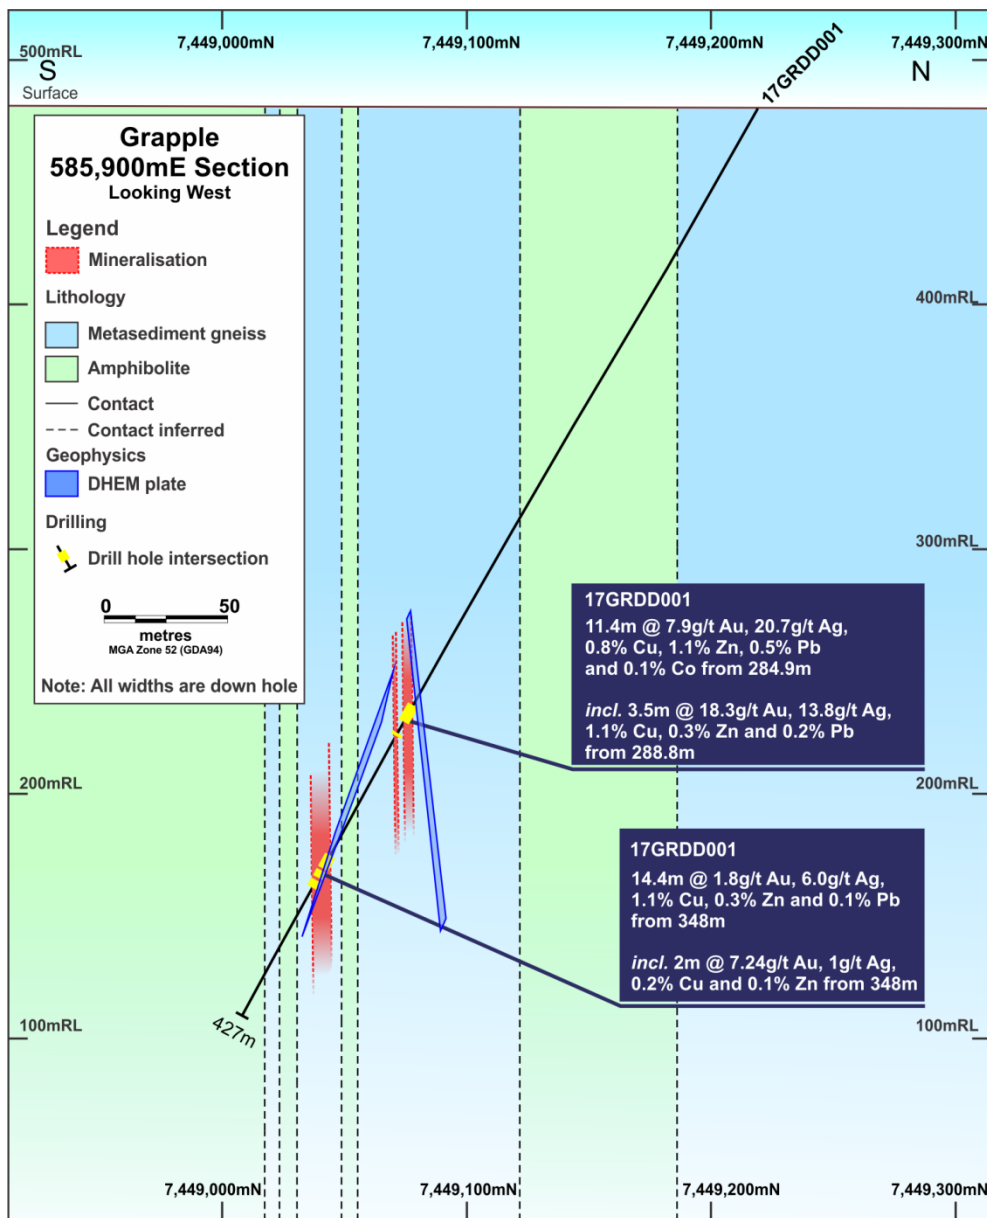 7,449,000mN 7,449,100mN 7,449,200mN 7,449,300mN
500mRL
S N
Surface
17GRDD001
Grapple
585,900mE Section
Looking West
Legend
Mineralisation
Lithology
Metasediment gneiss
Amphibolite
Contact
Contact inferred
Geophysics
DHEM plate
Drilling
Drill hole intersection
0 50
metres
MGA Zone 52 (GDA94)
Note: All widths are down hole
400mRL
300mRL
17GRDD001
11.4m @ 7.9g/t Au, 20.7g/t Ag,
0.8% Cu, 1.1% Zn, 0.5% Pb
and 0.1% Co from 284.9m
incl. 3.5m @ 18.3g/t Au, 13.8g/t Ag,
1.1% Cu, 0.3% Zn and 0.2% Pb
from 288.8m
200mRL 200mRL
17GRDD001
14.4m @ 1.8g/t Au, 6.0g/t Ag,
1.1% Cu, 0.3% Zn and 0.1% Pb
from 348m
incl. 2m @ 7.24g/t Au, 1g/t Ag,
0.2% Cu and 0.1% Zn from 348m
427m
100mRL 100mRL
7,449,000mN 7,449,100mN 7,449,200mN 7,449,300mN